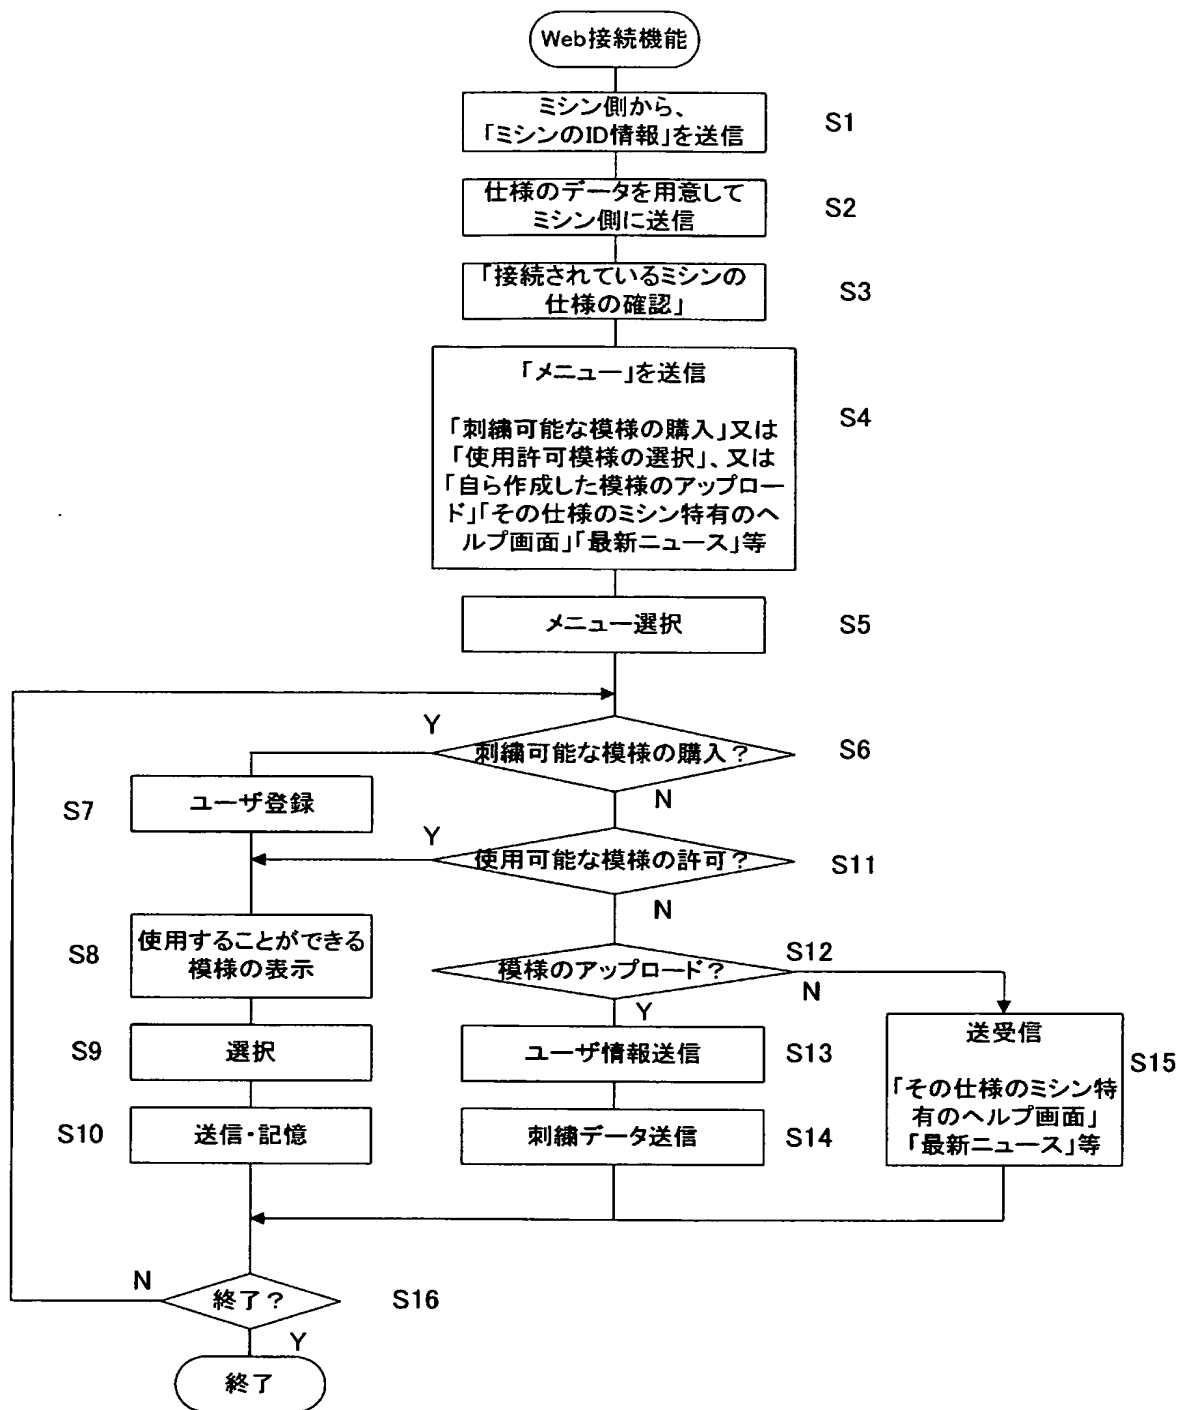 Web接続機能
ミシン側から、
「ミシンのID情報」を送信
S1
仕様のデータを用意して
ミシン側に送信
S2
「接続されているミシンの
仕様の確認」
S3
「メニュー」を送信
「刺繍可能な模様の購入」又は
「使用許可模様の選択」、又は
「自ら作成した模様のアップロー
ド」「その仕様のミシン特有のヘ
ルプ画面」「最新ニュース」等
S4
メニュー選択
S5
Y
刺繍可能な模様の購入?
S6
N
S7
ユーザ登録
Y
使用可能な模様の許可?
S11
N
S8
使用することができる
模様の表示
模様のアップロード?
S12
N
Y
S9
選択
ユーザ情報送信
S13
送受信
「その仕様のミシン特
有のヘルプ画面」
「最新ニュース」等
S15
S10
送信・記憶
刺繍データ送信
S14
N
終了?
S16
Y
終了